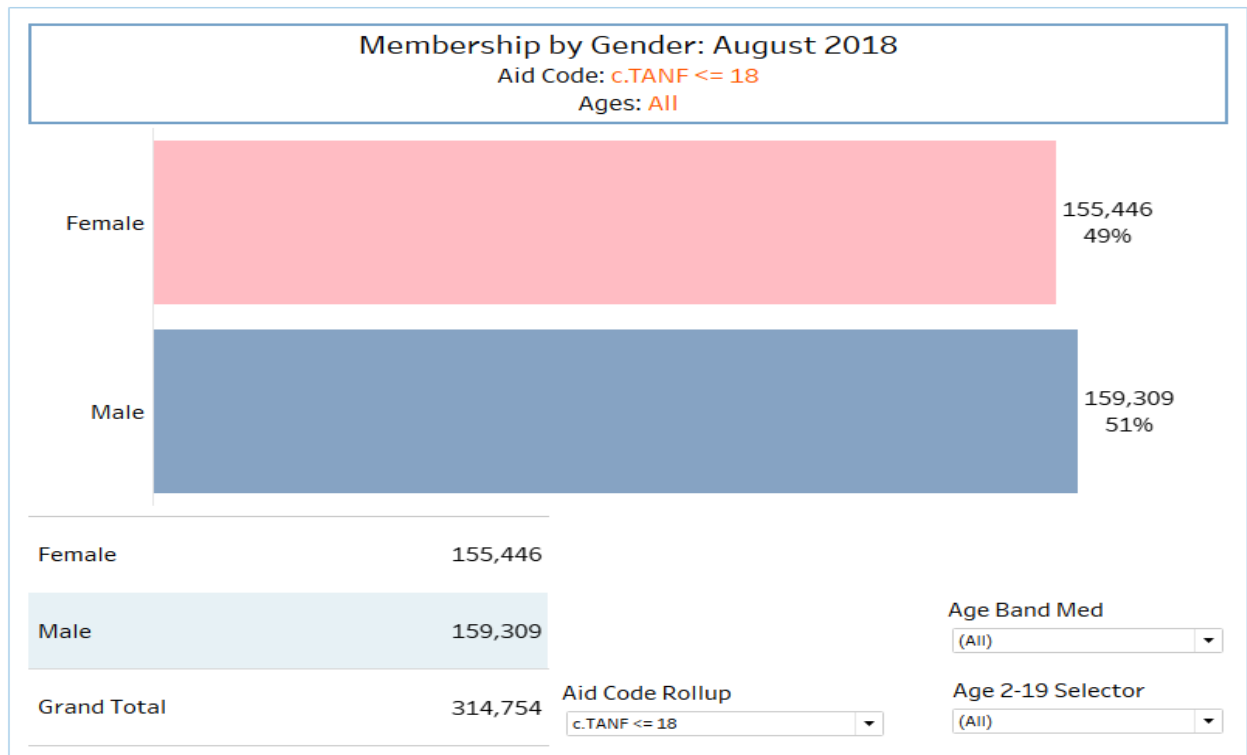 Membership by Gender: August 2018
Aid Code: c.TANF <= 18
Ages: All
Female
155,446
49%
Male
159,309
51%
Female 155,446
Male 159,309
Grand Total 314,754
Age Band Med
(All)
Aid Code Rollup
c.TANF <= 18
Age 2-19 Selector
(All)